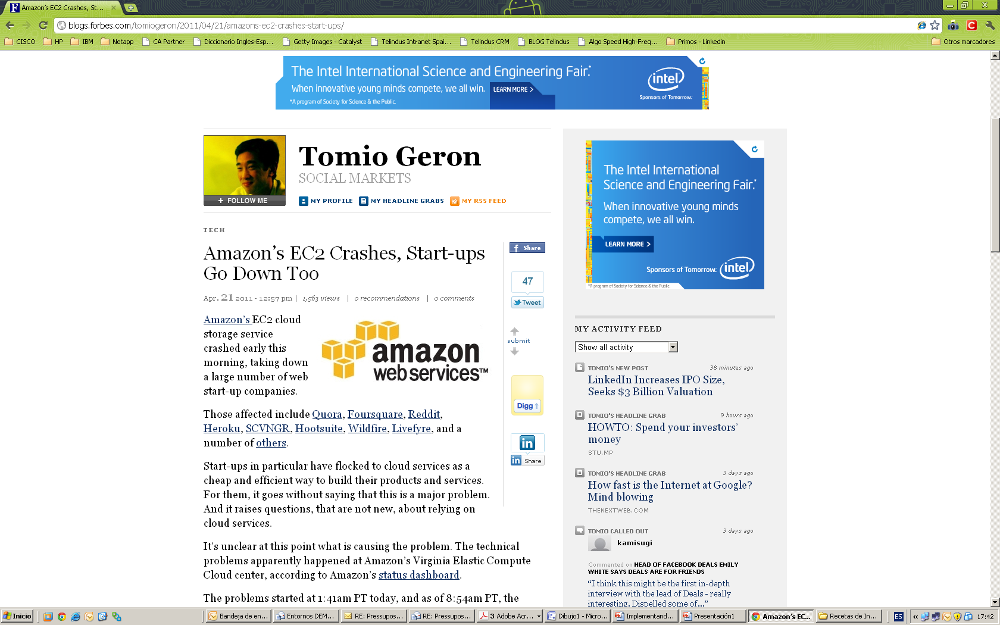 Amazon's EC2 Crashes, St...
blogs.forbes.com/tomiogeron/2011/04/21/amazons-ec2-crashes-start-ups/
CISCO HP IBM Netapp CA Partner Diccionario Ingles-Esp... Getty Images - Catalyst Telindus Intranet Spai... Telindus CRM BLOG Telindus Algo Speed High-Freq... Primos - Linkedin Otros marcadores
The Intel International Science and Engineering Fair.*
When innovative young minds compete, we all win. LEARN MORE >
*A program of Society for Science & the Public.
intel
Sponsors of Tomorrow.
Tomio Geron
SOCIAL MARKETS
+ FOLLOW ME
MY PROFILE MY HEADLINE GRABS MY RSS FEED
TECH
Amazon's EC2 Crashes, Start-ups
Go Down Too
Apr. 21 2011 - 12:57 pm | 1,563 views | 0 recommendations | 0 comments
Amazon's EC2 cloud
storage service
crashed early this
morning, taking down
a large number of web
start-up companies.
amazon
web services™
Those affected include Quora, Foursquare, Reddit,
Heroku, SCVNGR, Hootsuite, Wildfire, Livefyre, and a
number of others.
Start-ups in particular have flocked to cloud services as a
cheap and efficient way to build their products and services.
For them, it goes without saying that this is a major problem.
And it raises questions, that are not new, about relying on
cloud services.
It's unclear at this point what is causing the problem. The technical
problems apparently happened at Amazon's Virginia Elastic Compute
Cloud center, according to Amazon's status dashboard.
The problems started at 1:41am PT today, and as of 8:54am PT, the
f Share
47
Tweet
submit
Digg
in
in Share
The Intel International
Science and Engineering Fair.*
When innovative young minds
compete, we all win.
LEARN MORE >
Sponsors of Tomorrow. intel
*A program of Society for Science & the Public.
MY ACTIVITY FEED
Show all activity
TOMIO'S NEW POST 38 minutes ago
LinkedIn Increases IPO Size,
Seeks $3 Billion Valuation
TOMIO'S HEADLINE GRAB 9 hours ago
HOWTO: Spend your investors'
money
STU.MP
TOMIO'S HEADLINE GRAB 3 days ago
How fast is the Internet at Google?
Mind blowing
THENEXTWEB.COM
TOMIO CALLED OUT 3 days ago
kamisugi
Commented on HEAD OF FACEBOOK DEALS EMILY
WHITE SAYS DEALS ARE FOR FRIENDS
“I think this might be the first in-depth
interview with the lead of Deals - really
interesting. Dispelled some of...”
Inicio Bandeja de en... Entornos DEM... RE: Pressupos... RE: Pressupos... 3 Adobe Acr... Dibujo1 - Micro... Implementand... Presentación1 Amazon's EC... Recetas de In... ES « 17:42